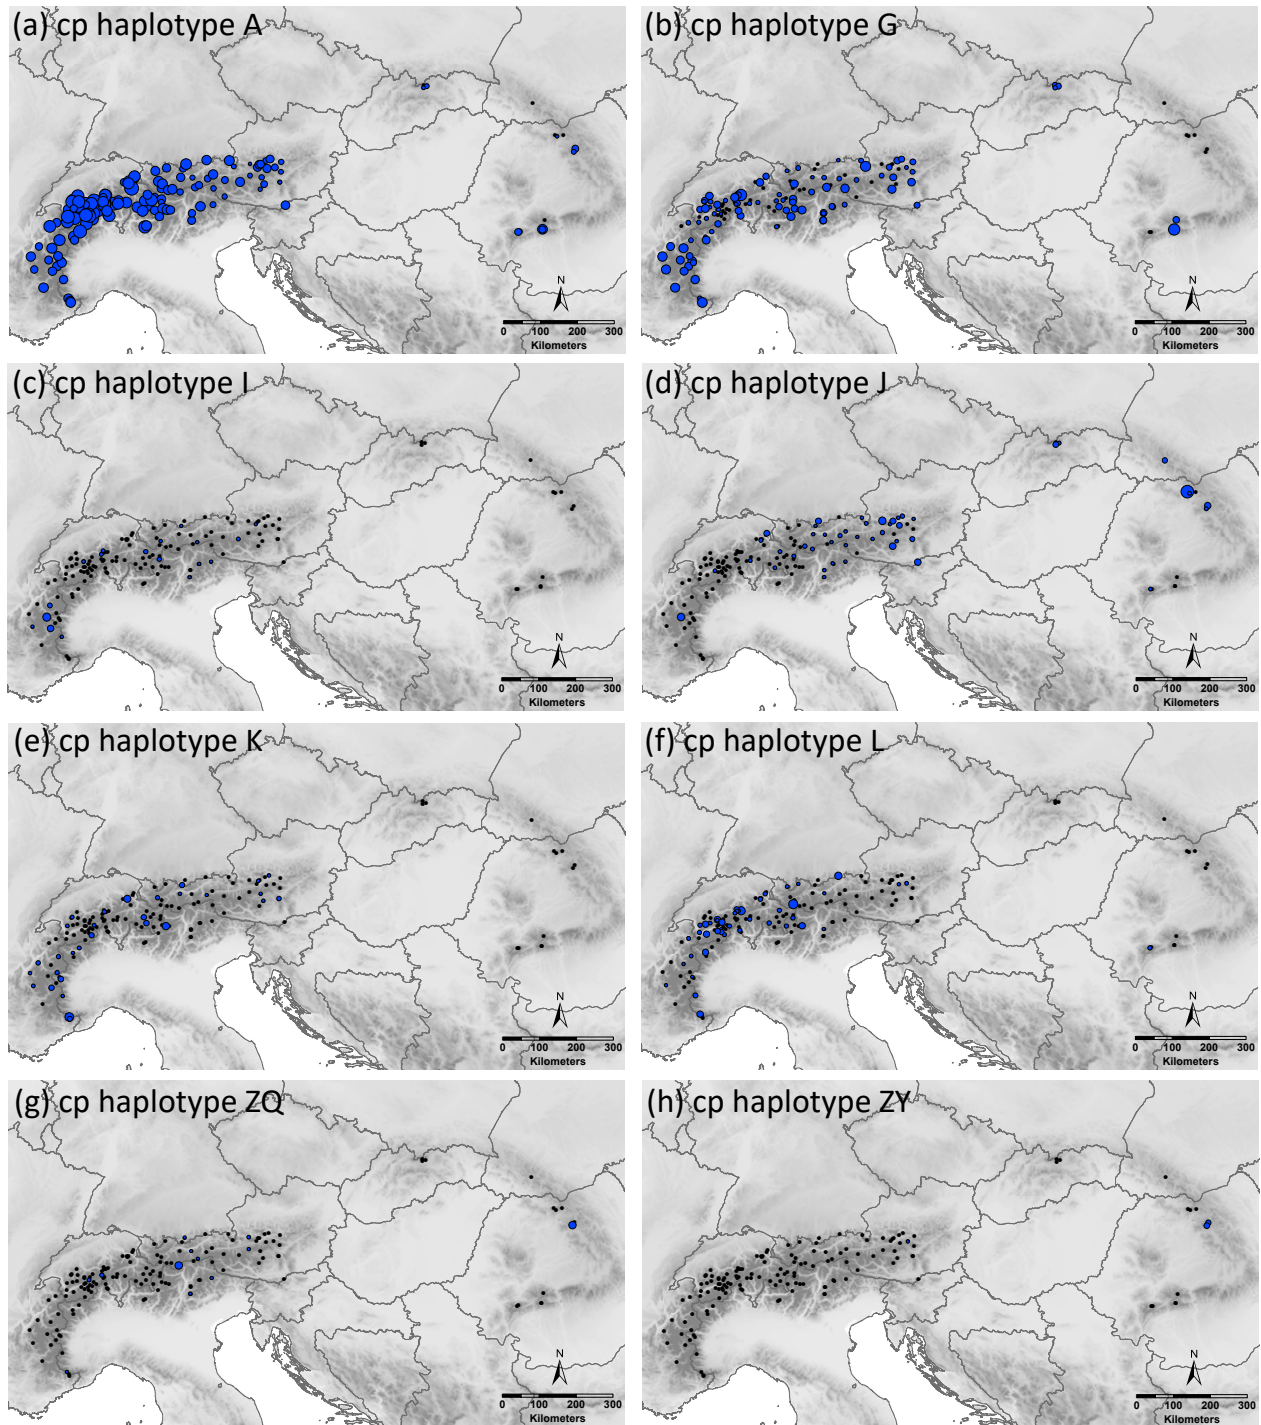 (a) cp haplotype A
N
0 100 200 300
Kilometers
(b) cp haplotype G
N
0 100 200 300
Kilometers
(c) cp haplotype I
N
0 100 200 300
Kilometers
(d) cp haplotype J
N
0 100 200 300
Kilometers
(e) cp haplotype K
N
0 100 200 300
Kilometers
(f) cp haplotype L
N
0 100 200 300
Kilometers
(g) cp haplotype ZQ
N
0 100 200 300
Kilometers
(h) cp haplotype ZY
N
0 100 200 300
Kilometers